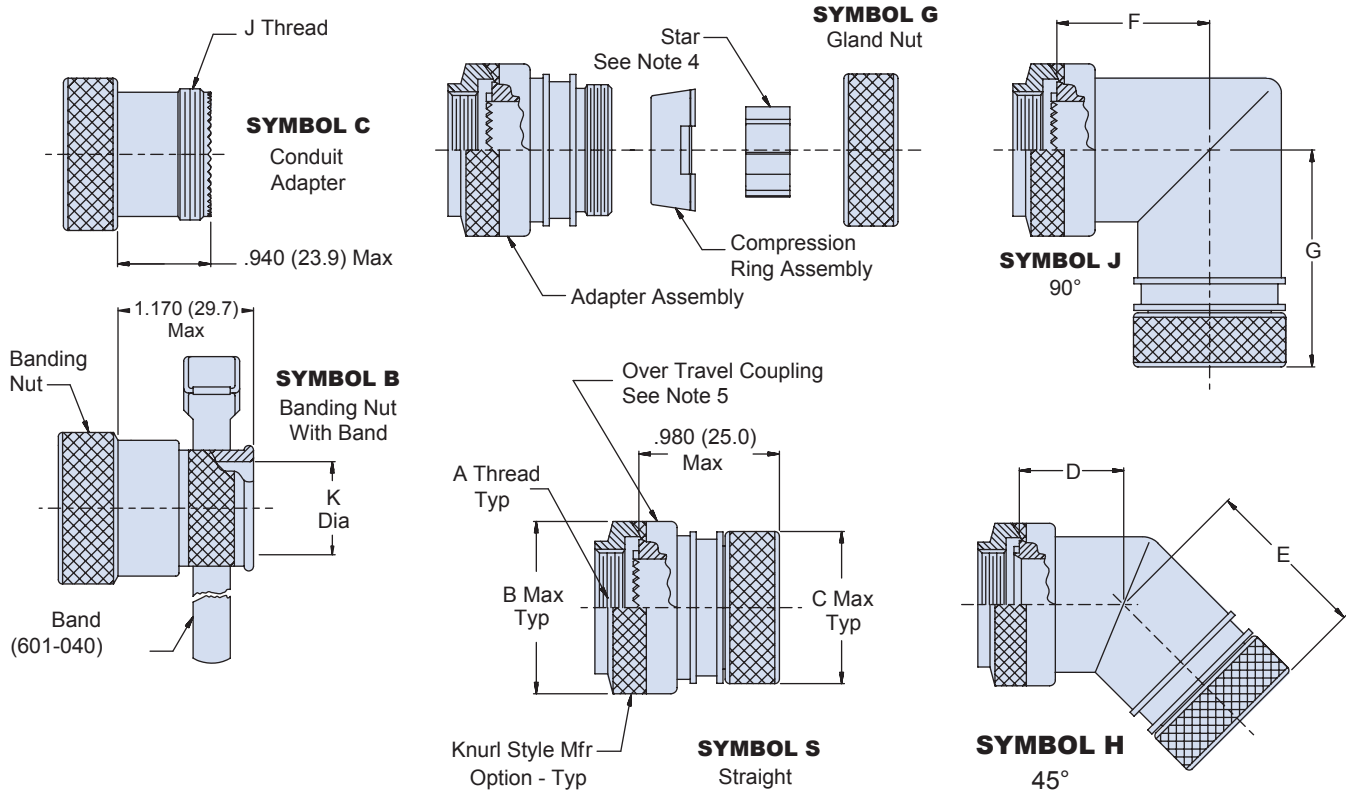 J Thread
SYMBOL C
Conduit
Adapter
.940 (23.9) Max
Star
See Note 4
SYMBOL G
Gland Nut
Compression
Ring Assembly
Adapter Assembly
F
G
SYMBOL J
90°
1.170 (29.7)
Max
Banding
Nut
SYMBOL B
Banding Nut
With Band
K
Dia
Band
(601-040)
Over Travel Coupling
See Note 5
.980 (25.0)
Max
A Thread
Typ
B Max
Typ
C Max
Typ
Knurl Style Mfr
Option - Typ
SYMBOL S
Straight
D
E
SYMBOL H
45°